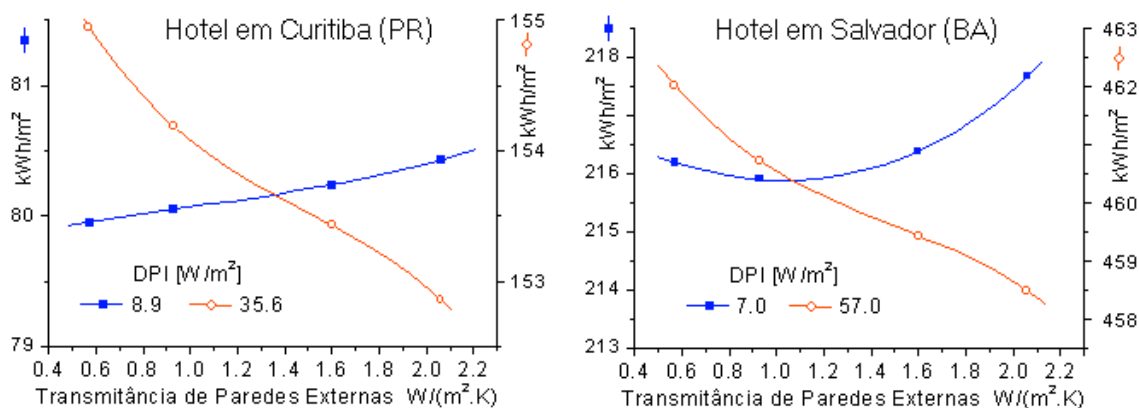 Hotel em Curitiba (PR)
kWh/m²
81
80
79
155
154
153
kWh/m²
DPI [W/m²]
8.9 35.6
0.4 0.6 0.8 1.0 1.2 1.4 1.6 1.8 2.0 2.2
Transmitância de Paredes Externas W/(m².K)
Hotel em Salvador (BA)
kWh/m²
218
217
216
215
214
213
463
462
461
460
459
458
kWh/m²
DPI [W/m²]
7.0 57.0
0.4 0.6 0.8 1.0 1.2 1.4 1.6 1.8 2.0 2.2
Transmitância de Paredes Externas W/(m².K)